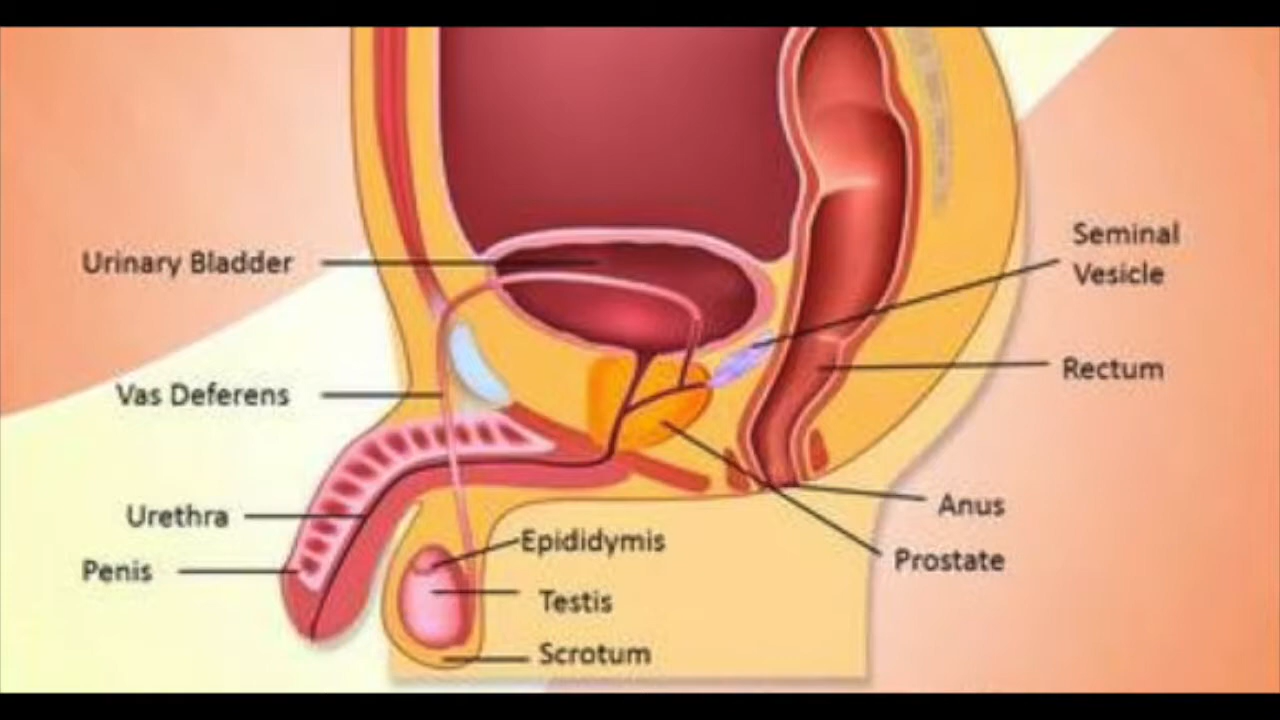 Urinary Bladder
Vas Deferens
Urethra
Penis
Epididymis
Testis
Scrotum
Seminal
Vesicle
Rectum
Anus
Prostate